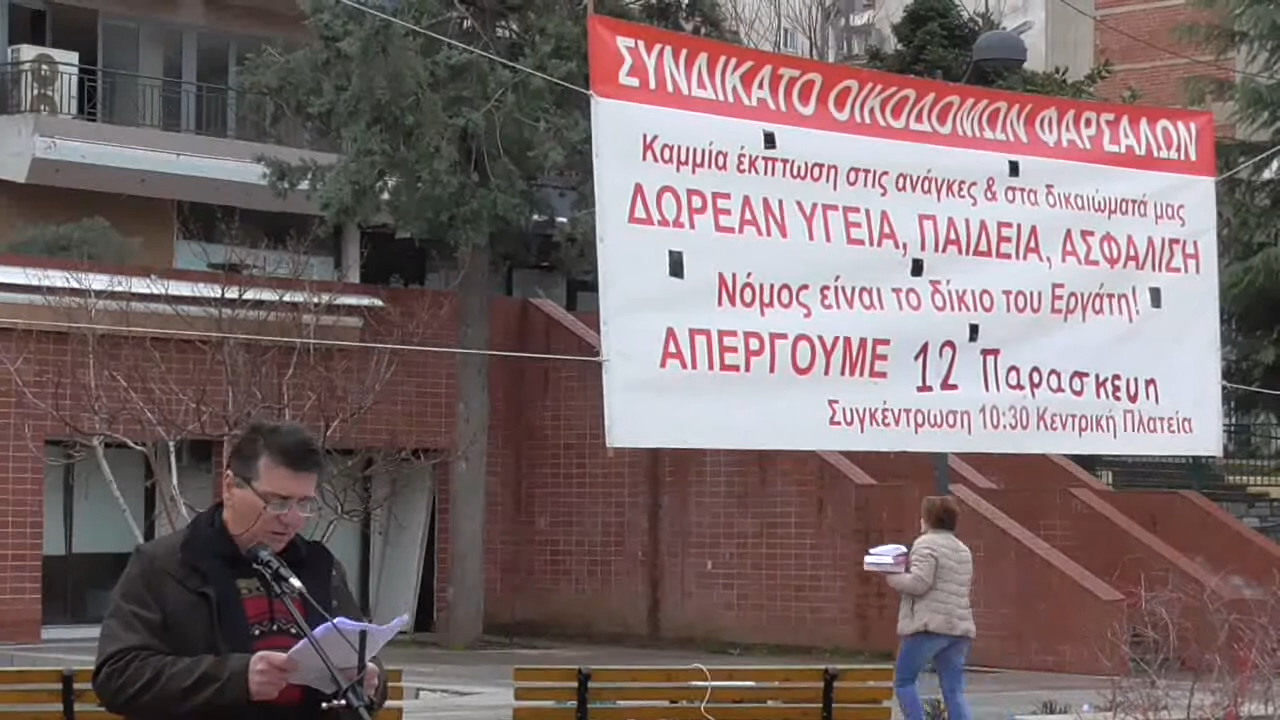 ΣΥΝΔΙΚΑΤΟ ΟΙΚΟΔΟΜΩΝ ΦΑΡΣΑΛΩΝ
Καμμία έκπτωση στις ανάγκες & στα δικαιώματά μας
ΔΩΡΕΑΝ ΥΓΕΙΑ, ΠΑΙΔΕΙΑ, ΑΣΦΑΛΙΣΗ
Νόμος είναι το δίκιο του Εργάτη!
ΑΠΕΡΓΟΥΜΕ 12 Παρασκευη
Συγκέντρωση 10:30 Κεντρική Πλατεία